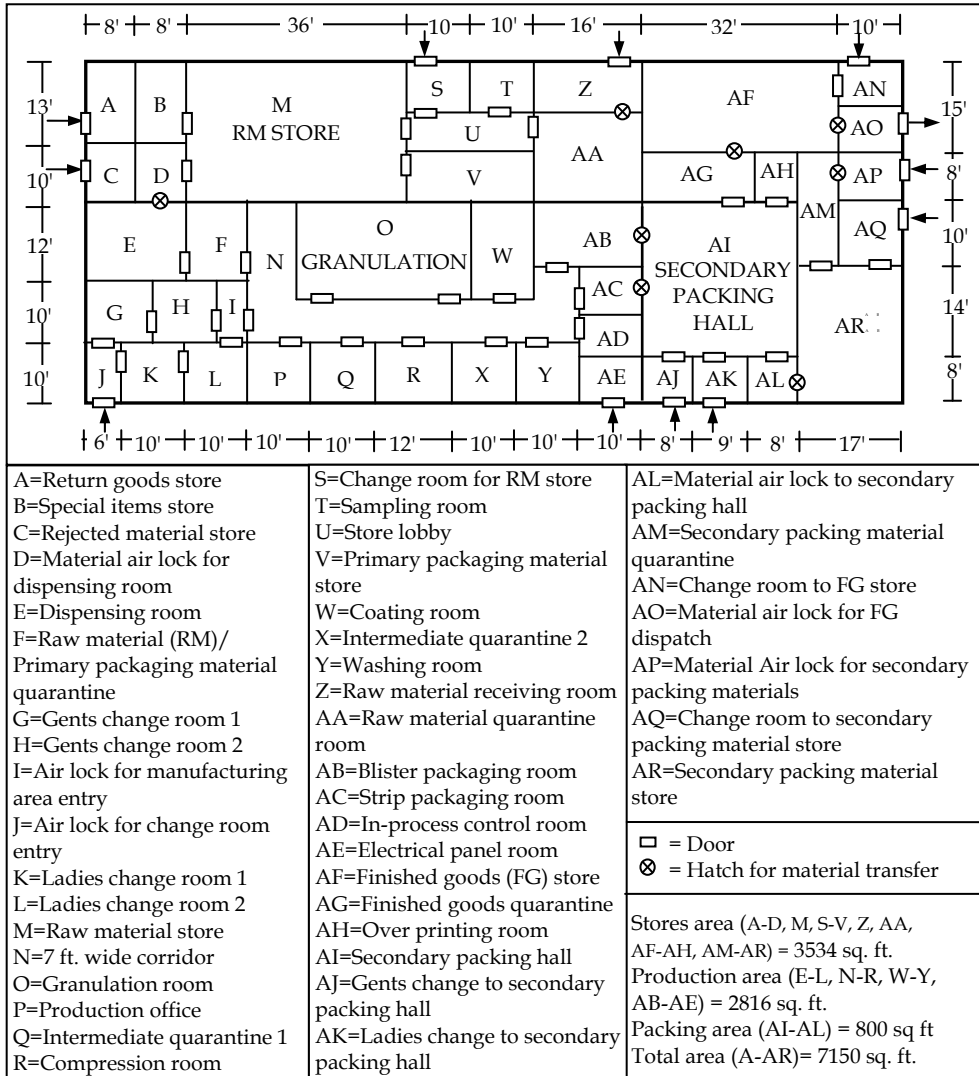 8' 8' 36' 10 10' 16' 32' 10'
13'
10'
12'
10'
10'
A
B
M
RM STORE
S
T
Z
AF
AN
AO
U
AA
C
D
V
AG
AH
AP
AM
AQ
E
F
N
O
GRANULATION
W
AB
AI
SECONDARY
PACKING
HALL
G
H
I
AC
AD
AR
J
K
L
P
Q
R
X
Y
AE
AJ
AK
AL
15'
8'
10'
14'
8'
6' 10' 10' 10' 10' 12' 10' 10' 10' 8' 9' 8' 17'
A=Return goods store
B=Special items store
C=Rejected material store
D=Material air lock for
dispensing room
E=Dispensing room
F=Raw material (RM)/
Primary packaging material
quarantine
G=Gents change room 1
H=Gents change room 2
I=Air lock for manufacturing
area entry
J=Air lock for change room
entry
K=Ladies change room 1
L=Ladies change room 2
M=Raw material store
N=7 ft. wide corridor
O=Granulation room
P=Production office
Q=Intermediate quarantine 1
R=Compression room
S=Change room for RM store
T=Sampling room
U=Store lobby
V=Primary packaging material
store
W=Coating room
X=Intermediate quarantine 2
Y=Washing room
Z=Raw material receiving room
AA=Raw material quarantine
room
AB=Blister packaging room
AC=Strip packaging room
AD=In-process control room
AE=Electrical panel room
AF=Finished goods (FG) store
AG=Finished goods quarantine
AH=Over printing room
AI=Secondary packing hall
AJ=Gents change to secondary
packing hall
AK=Ladies change to secondary
packing hall
AL=Material air lock to secondary
packing hall
AM=Secondary packing material
quarantine
AN=Change room to FG store
AO=Material air lock for FG
dispatch
AP=Material Air lock for secondary
packing materials
AQ=Change room to secondary
packing material store
AR=Secondary packing material
store
= Door
= Hatch for material transfer
Stores area (A-D, M, S-V, Z, AA,
AF-AH, AM-AR) = 3534 sq. ft.
Production area (E-L, N-R, W-Y,
AB-AE) = 2816 sq. ft.
Packing area (AI-AL) = 800 sq ft
Total area (A-AR)= 7150 sq. ft.